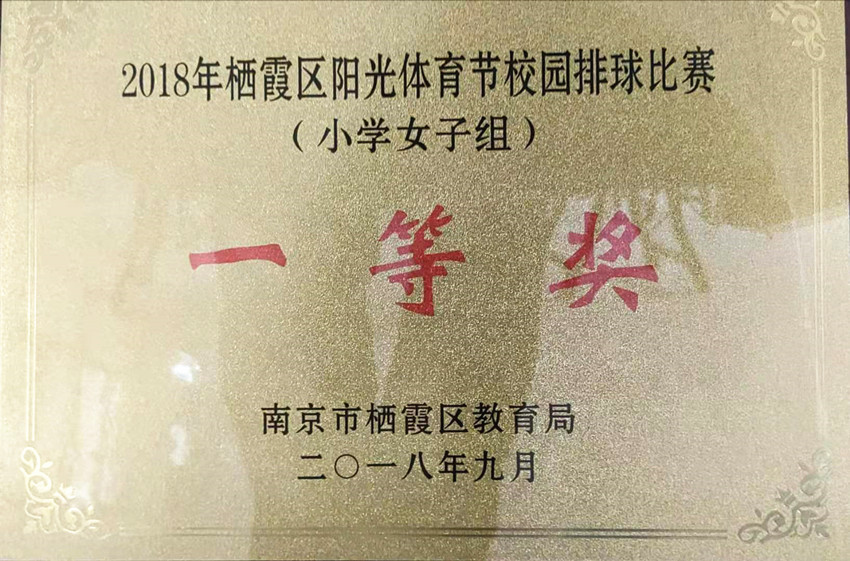 2018年栖霞区阳光体育节校园排球比赛
（小学女子组）
一等奖
南京市栖霞区教育局
二〇一八年九月